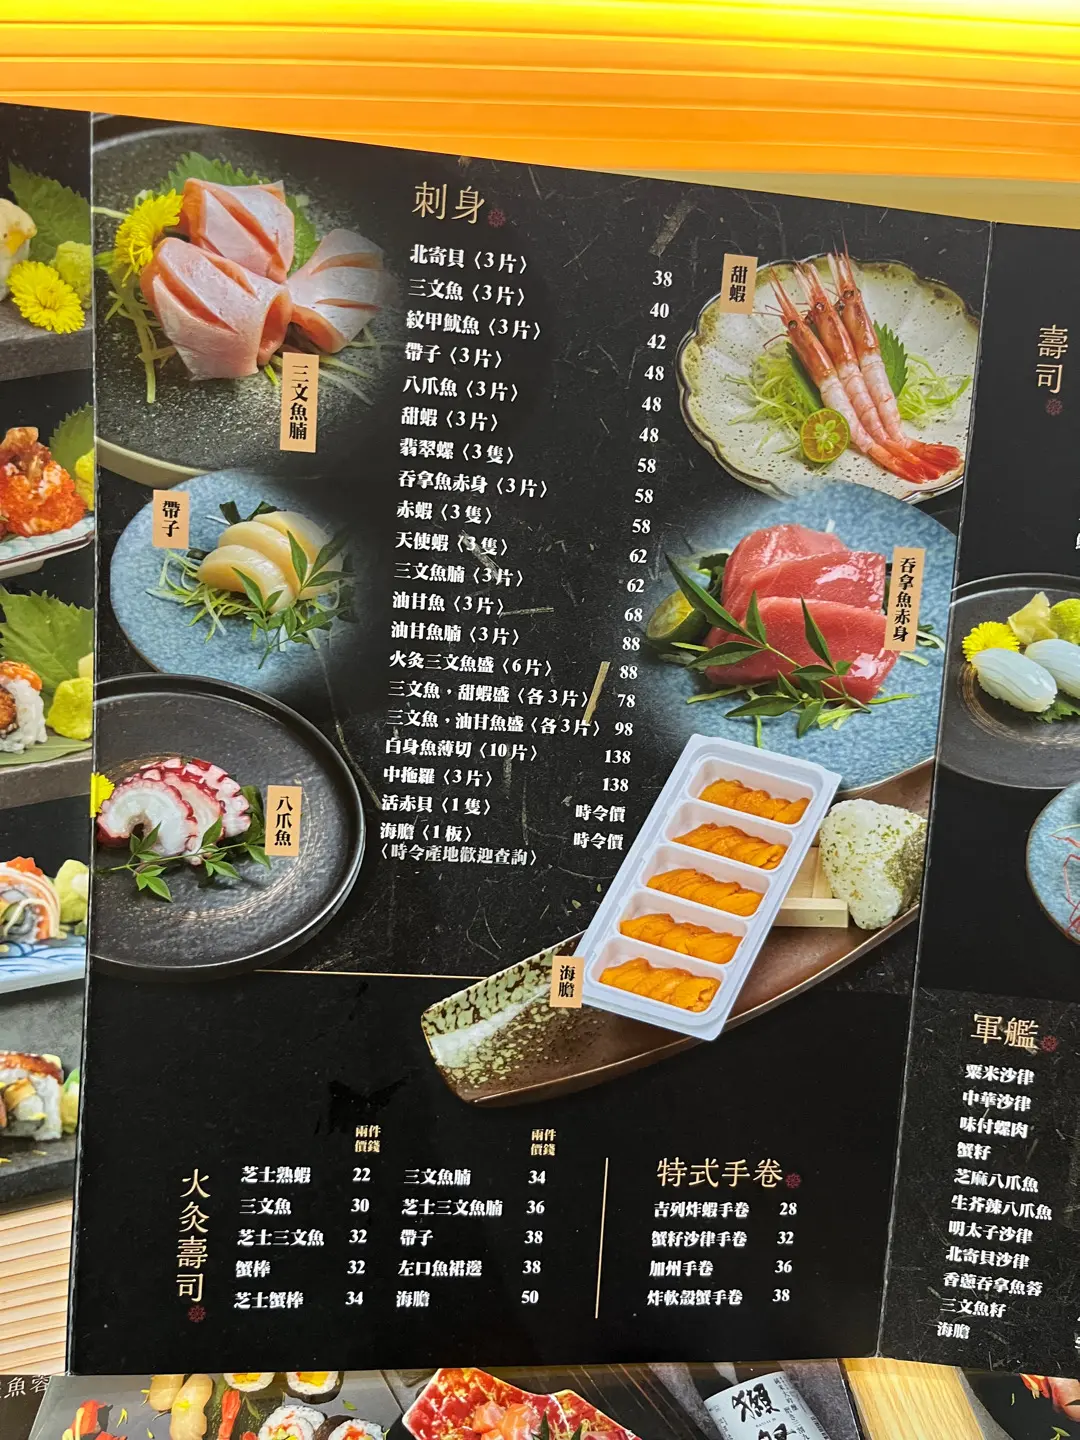 刺身
北寄貝〈3片〉 38
三文魚〈3片〉 40
紋甲魷魚〈3片〉 42
帶子〈3片〉 48
八爪魚〈3片〉 48
甜蝦〈3片〉 48
翡翠螺〈3隻〉 58
吞拿魚赤身〈3片〉 58
赤蝦〈3隻〉 58
天使蝦〈3隻〉 62
三文魚腩〈3片〉 62
油甘魚〈3片〉 68
油甘魚腩〈3片〉 88
火灸三文魚盛〈6片〉 88
三文魚，甜蝦盛〈各3片〉 78
三文魚，油甘魚盛〈各3片〉 98
白身魚薄切〈10片〉 138
中拖羅〈3片〉 138
活赤貝〈1隻〉 時令價
海膽〈1板〉 時令價
〈時令產地歡迎查詢〉
三文魚腩
帶子
八爪魚
甜蝦
吞拿魚赤身
海膽
火灸壽司
兩件
價錢
芝士熟蝦 22
三文魚 30
芝士三文魚 32
蟹棒 32
芝士蟹棒 34
兩件
價錢
三文魚腩 34
芝士三文魚腩 36
帶子 38
左口魚裙邊 38
海膽 50
特式手卷
吉列炸蝦手卷 28
蟹籽沙律手卷 32
加州手卷 36
炸軟殼蟹手卷 38
壽司
軍艦
粟米沙律
中華沙律
味付螺肉
蟹籽
芝麻八爪魚
生芥辣八爪魚
明太子沙律
北寄貝沙律
香蔥吞拿魚蓉
三文魚籽
海膽
魚蓉
獺祭